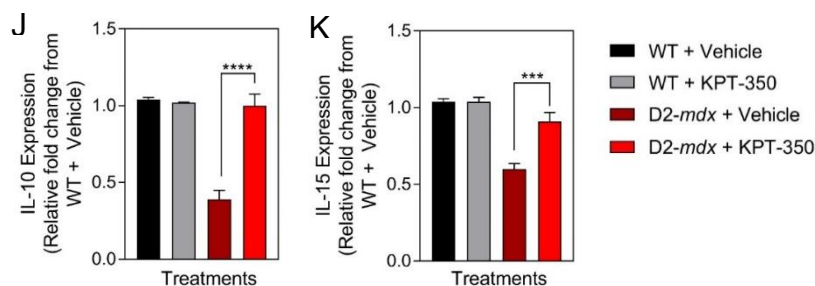 J
IL-10 Expression
(Relative fold change from
WT + Vehicle)
1.5
1.0
0.5
0.0
****
Treatments
K
IL-15 Expression
(Relative fold change from
WT + Vehicle)
1.5
1.0
0.5
0.0
***
Treatments
WT + Vehicle
WT + KPT-350
D2-mdx + Vehicle
D2-mdx + KPT-350